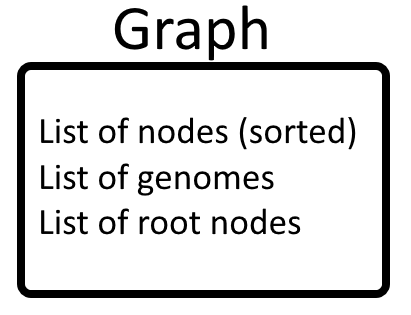 Graph
List of nodes (sorted)
List of genomes
List of root nodes